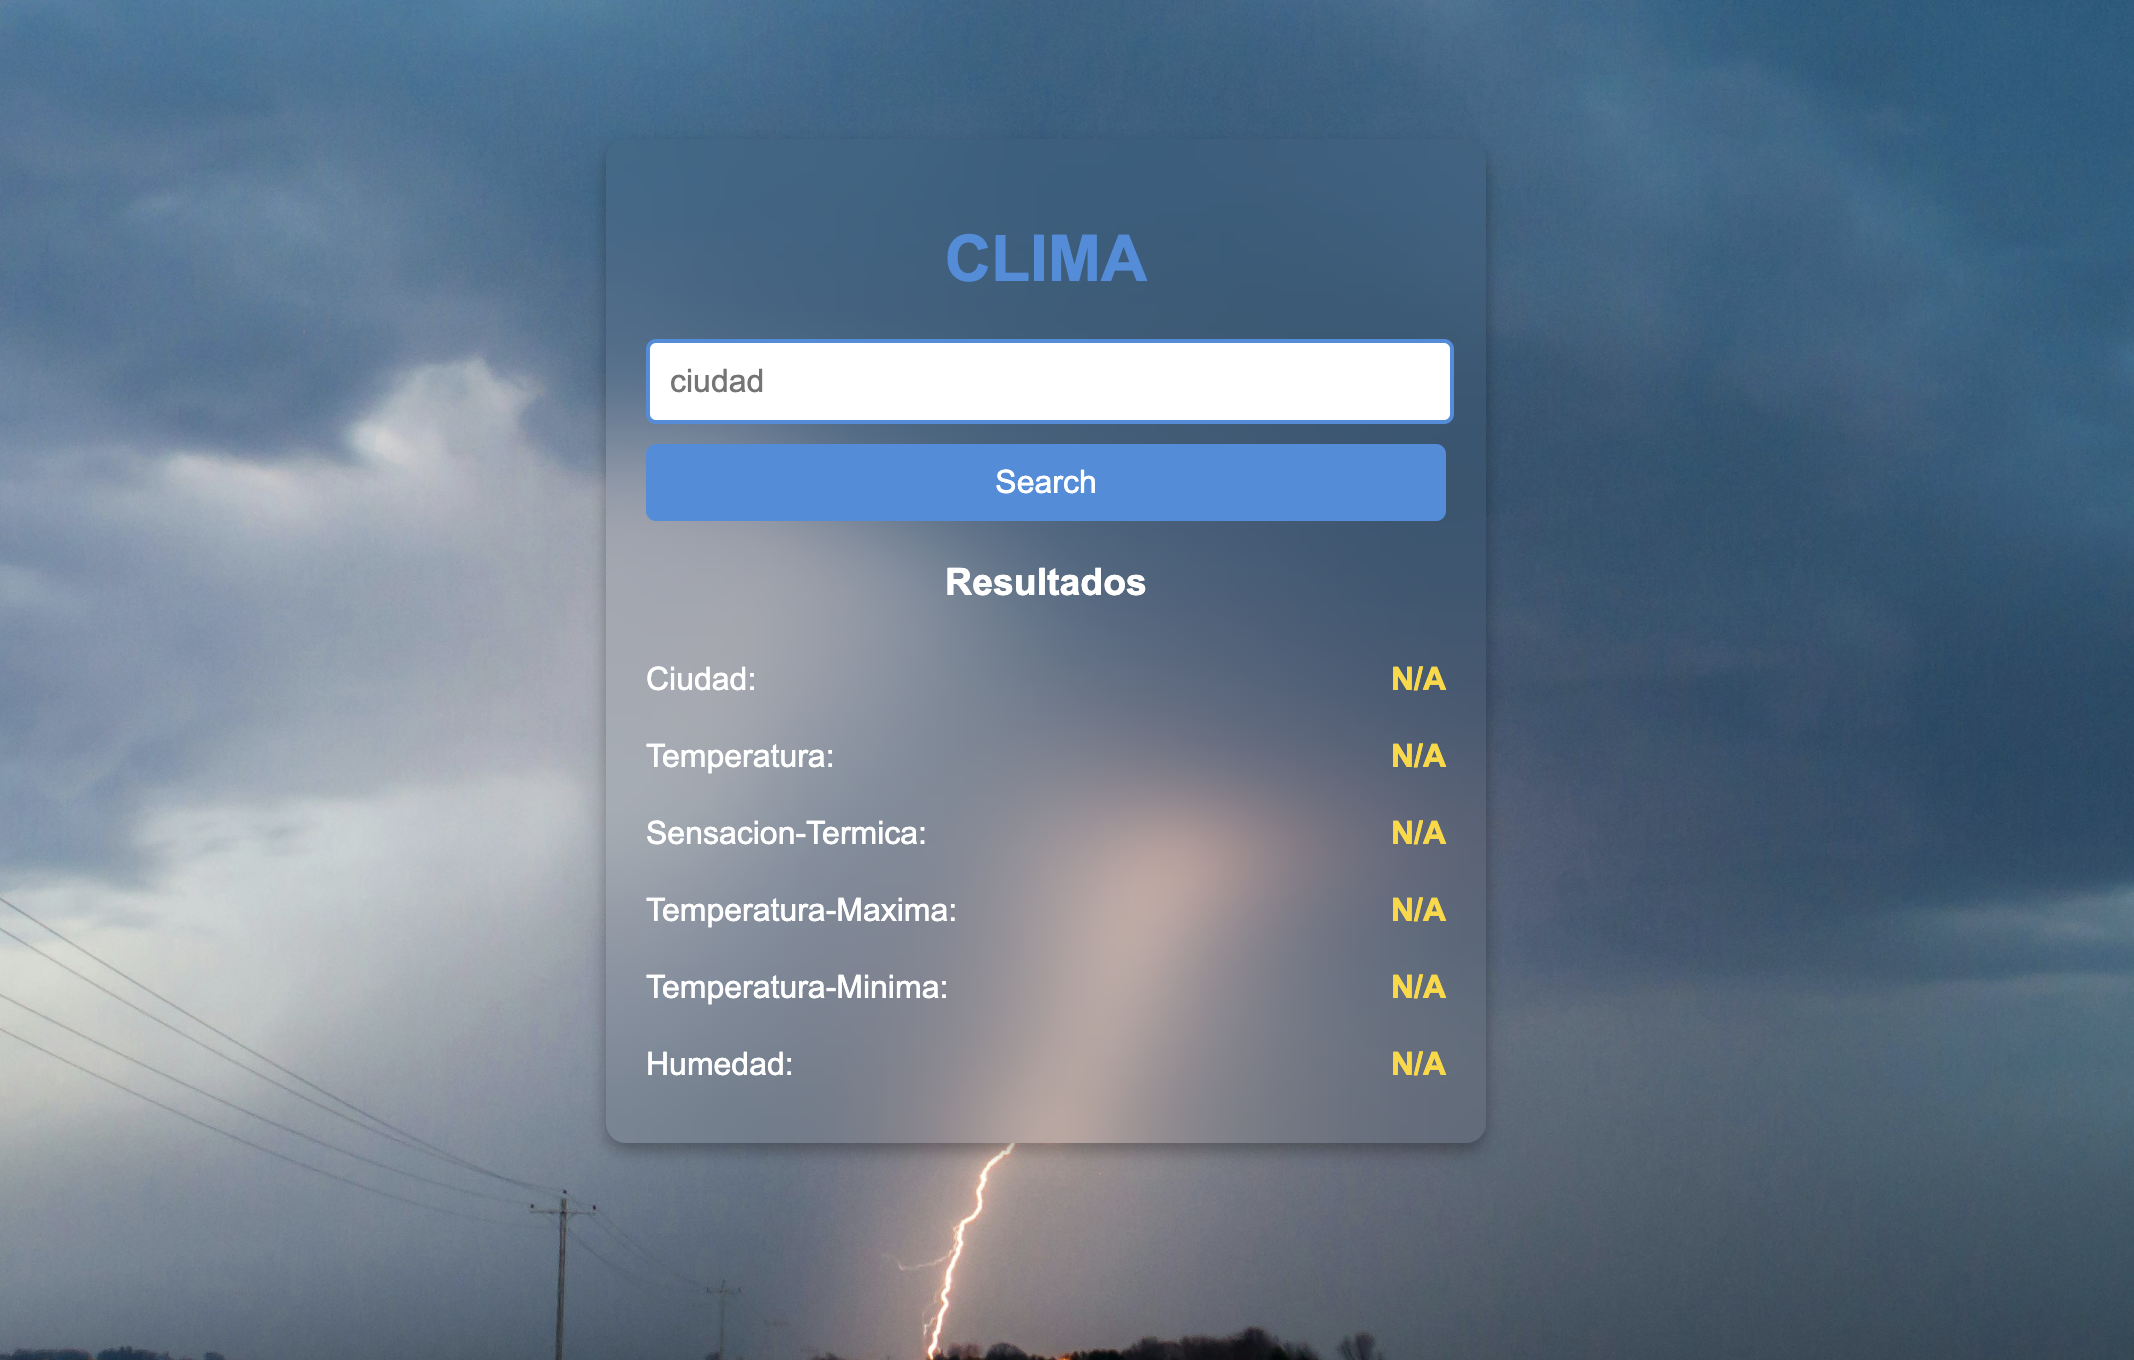 CLIMA
ciudad
Search
Resultados
Ciudad: N/A
Temperatura: N/A
Sensacion-Termica: N/A
Temperatura-Maxima: N/A
Temperatura-Minima: N/A
Humedad: N/A